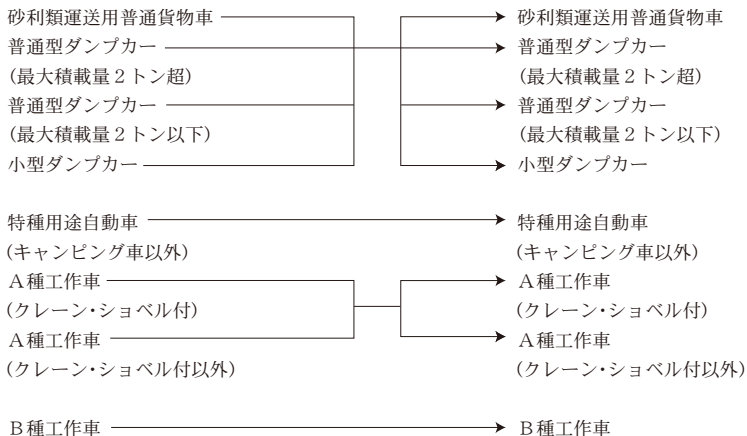 砂利類運送用普通貨物車 砂利類運送用普通貨物車
普通型ダンプカー 普通型ダンプカー
(最大積載量2トン超) (最大積載量2トン超)
普通型ダンプカー 普通型ダンプカー
(最大積載量2トン以下) (最大積載量2トン以下)
小型ダンプカー 小型ダンプカー
特種用途自動車 特種用途自動車
(キャンピング車以外) (キャンピング車以外)
A種工作車 A種工作車
(クレーン・ショベル付) (クレーン・ショベル付)
A種工作車 A種工作車
(クレーン・ショベル付以外) (クレーン・ショベル付以外)
B種工作車 B種工作車